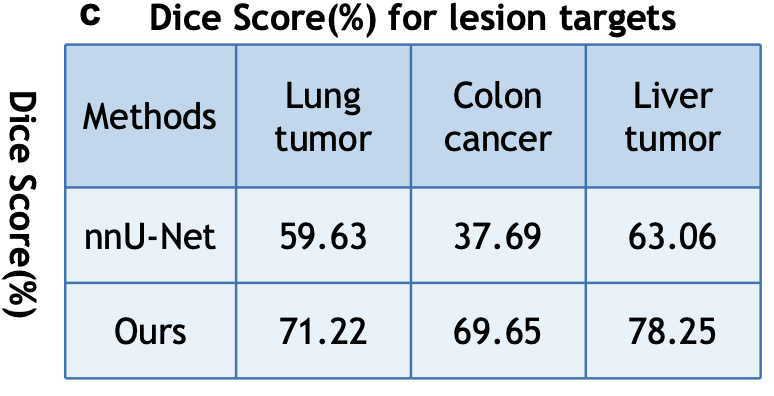 c Dice Score(%) for lesion targets
Dice Score(%)
Methods Lung tumor Colon cancer Liver tumor
nnU-Net 59.63 37.69 63.06
Ours 71.22 69.65 78.25